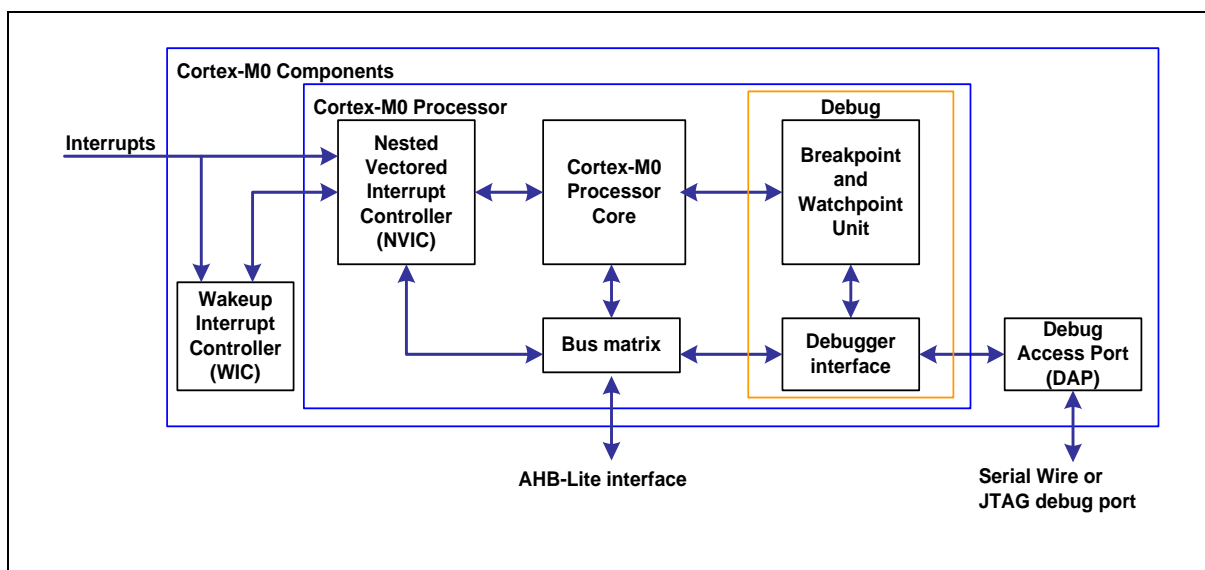 Cortex-M0 Components
Cortex-M0 Processor
Debug
Interrupts
Nested
Vectored
Interrupt
Controller
(NVIC)
Cortex-M0
Processor
Core
Breakpoint
and
Watchpoint
Unit
Wakeup
Interrupt
Controller
(WIC)
Bus matrix
Debugger
interface
Debug
Access Port
(DAP)
AHB-Lite interface
Serial Wire or
JTAG debug port